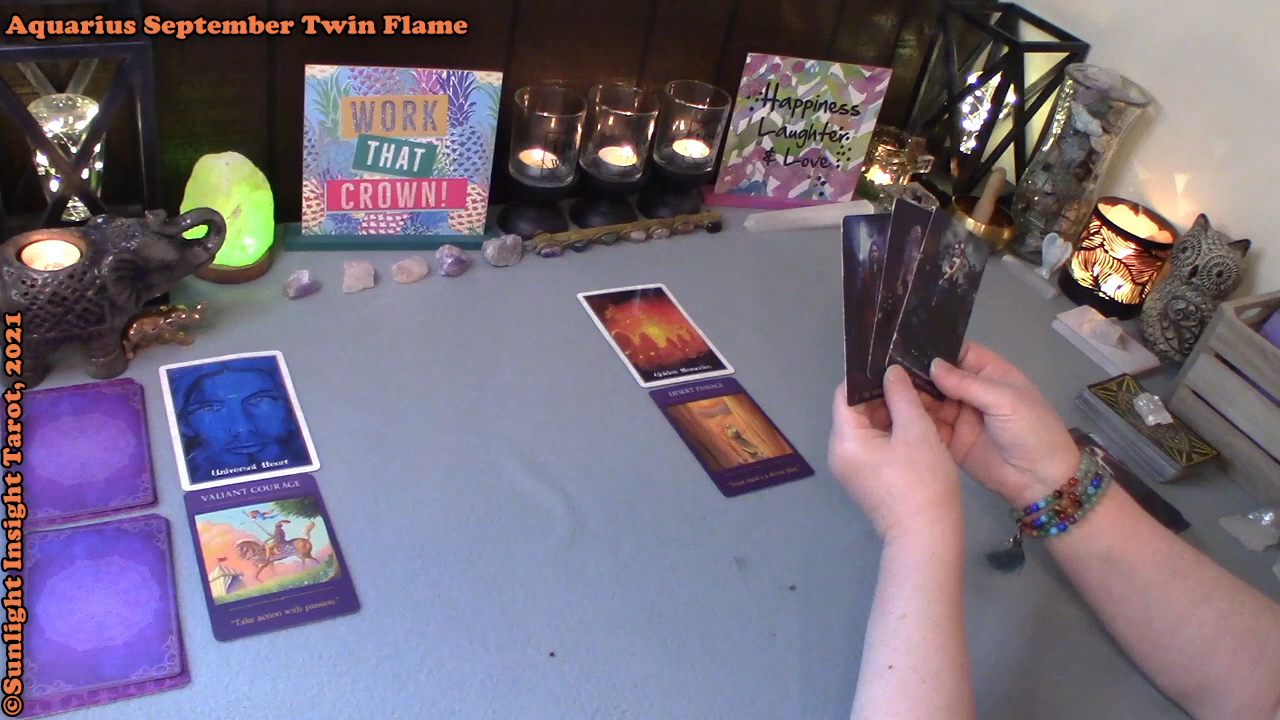 Aquarius September Twin Flame
WORK
THAT
CROWN!
Happiness
Laughter
& Love
Golden Memories
DESERT PASSAGE
Universal Heart
VALIANT COURAGE
"Take action with passion."
©Sunlight Insight Tarot, 2021